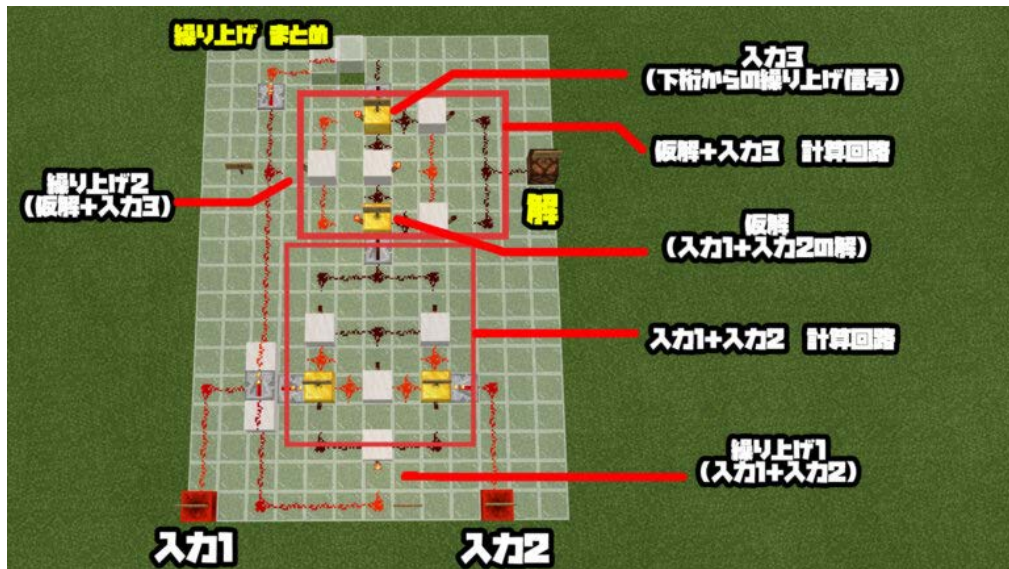 繰り上げ まとめ
入力3
(下桁からの繰り上げ信号)
仮解+入力3 計算回路
繰り上げ2
(仮解+入力3)
解
仮解
(入力1+入力2の解)
入力1+入力2 計算回路
繰り上げ1
(入力1+入力2)
入力1
入力2